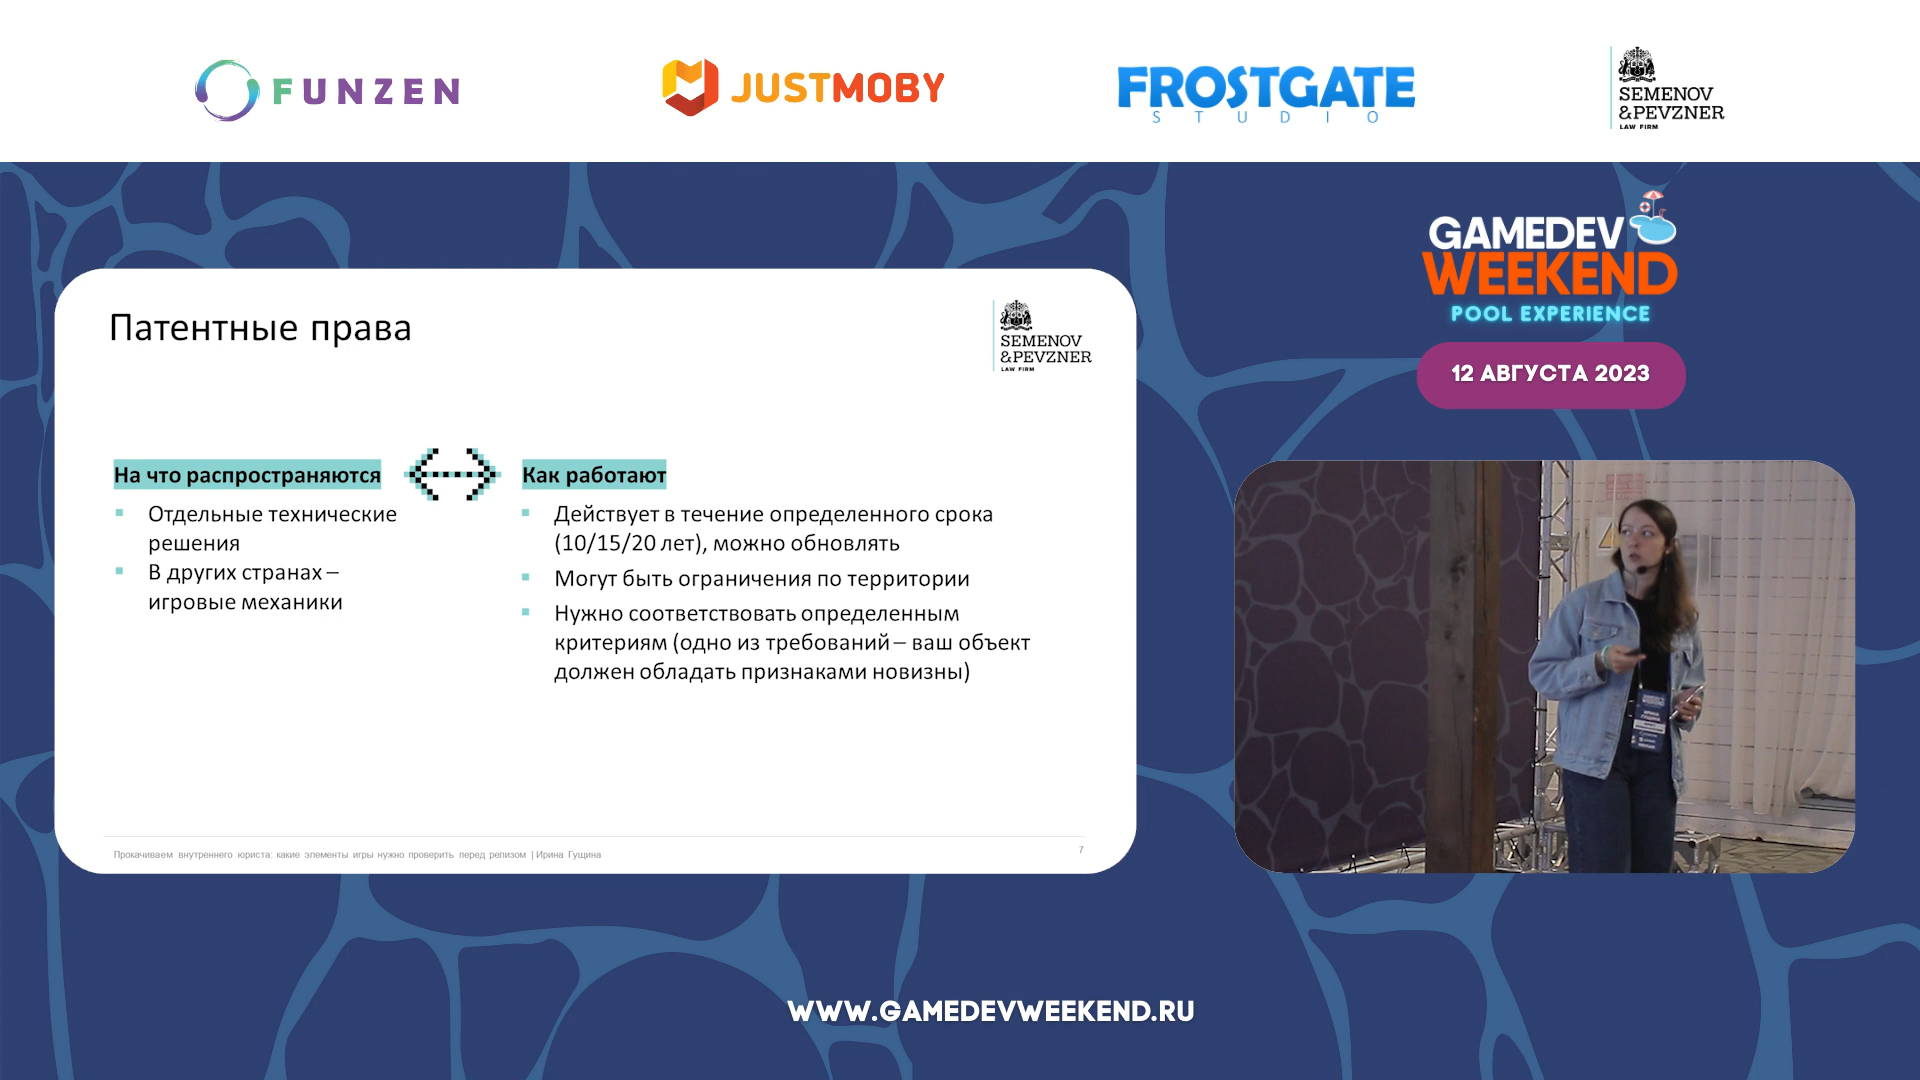 FUNZEN
JUSTMOBY
FROSTGATE
STUDIO
SEMENOV
&PEVZNER
LAW FIRM
GAMEDEV
WEEKEND
POOL EXPERIENCE
12 АВГУСТА 2023
Патентные права
SEMENOV
&PEVZNER
LAW FIRM
На что распространяются
Отдельные технические
решения
В других странах –
игровые механики
Как работают
Действует в течение определенного срока
(10/15/20 лет), можно обновлять
Могут быть ограничения по территории
Нужно соответствовать определенным
критериям (одно из требований – ваш объект
должен обладать признаками новизны)
Прокачиваем внутреннего юриста: какие элементы игры нужно проверить перед релизом | Ирина Гущина
7
ИРИНА
ГУЩИНА
WWW.GAMEDEVWEEKEND.RU